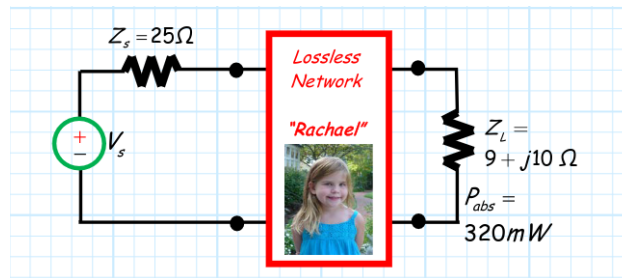 Z_s = 25Ω
Lossless
Network
"Rachael"
+
−
V_s
Z_L =
9 + j10 Ω
P_abs =
320mW